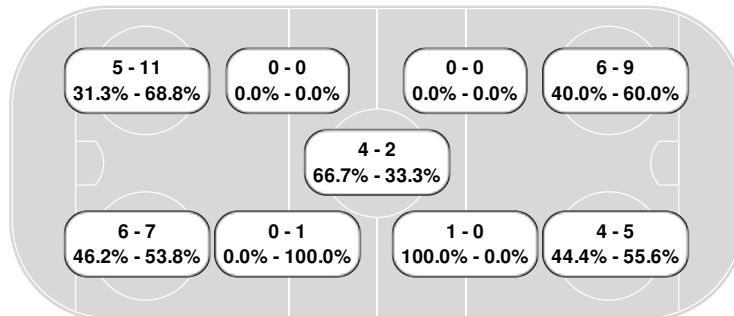 5 - 11
31.3% - 68.8%
0 - 0
0.0% - 0.0%
0 - 0
0.0% - 0.0%
6 - 9
40.0% - 60.0%
4 - 2
66.7% - 33.3%
6 - 7
46.2% - 53.8%
0 - 1
0.0% - 100.0%
1 - 0
100.0% - 0.0%
4 - 5
44.4% - 55.6%